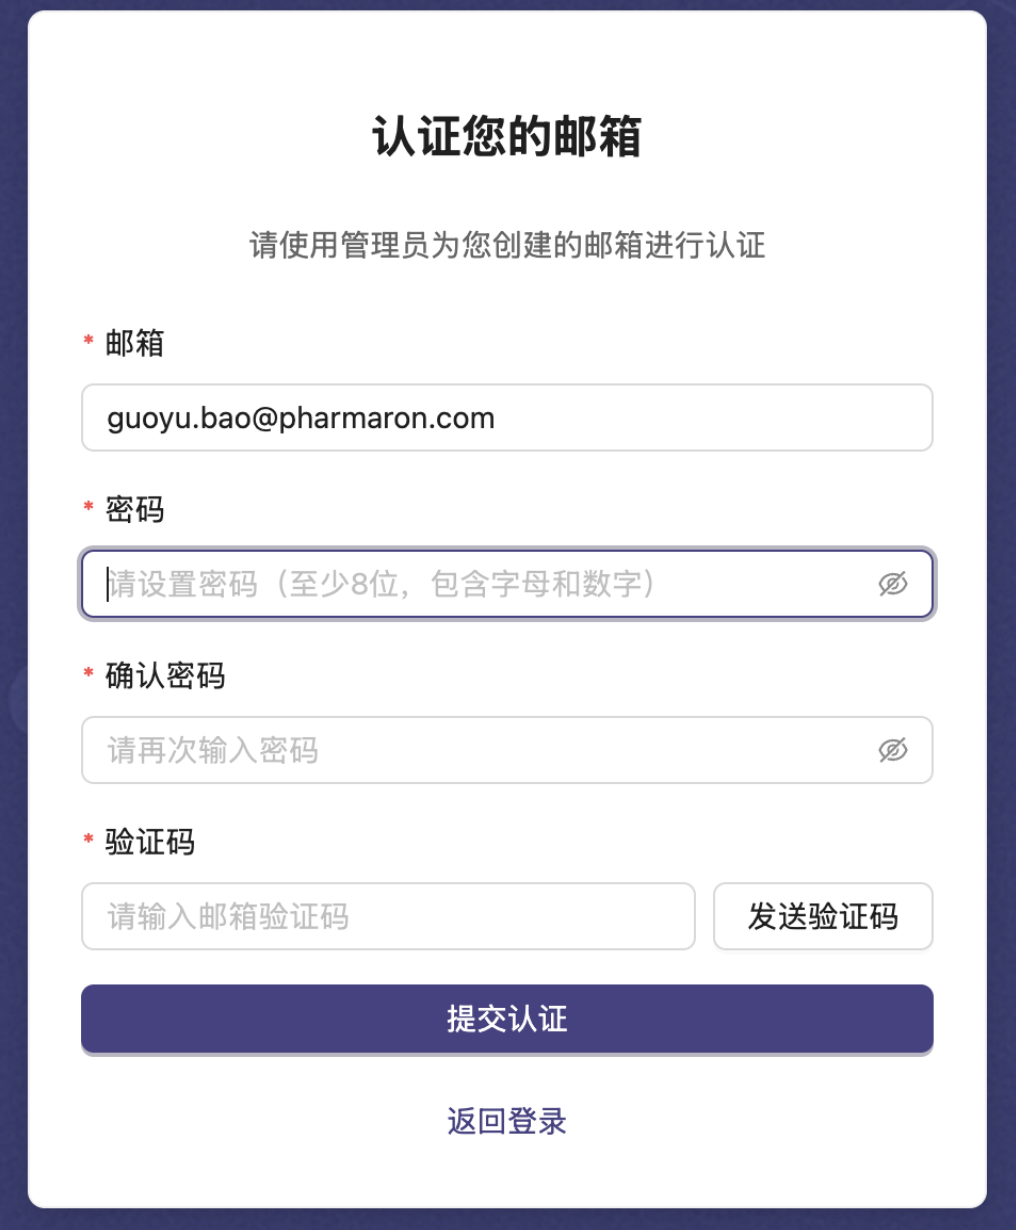 认证您的邮箱
请使用管理员为您创建的邮箱进行认证
* 邮箱
guoyu.bao@pharmaron.com
* 密码
请设置密码（至少8位，包含字母和数字）
* 确认密码
请再次输入密码
* 验证码
请输入邮箱验证码 发送验证码
提交认证
返回登录